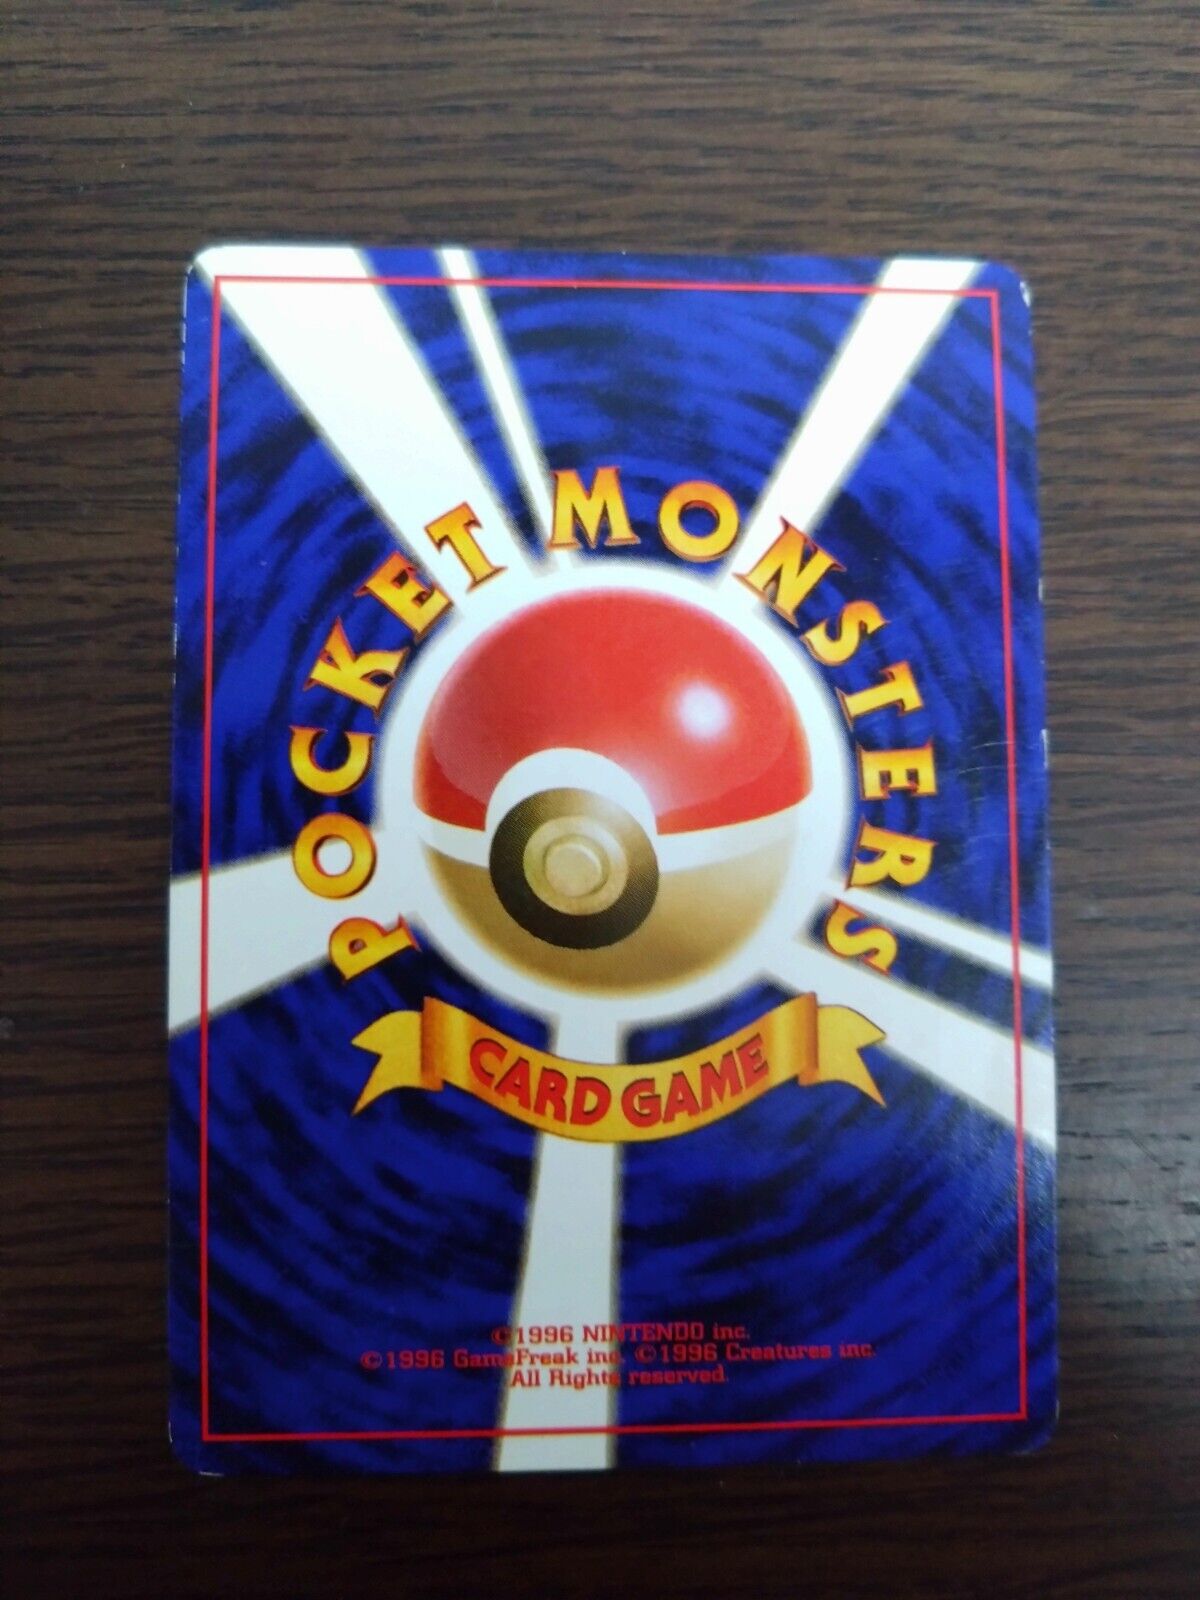 POCKET MONSTERS
CARD GAME
©1996 NINTENDO inc.
©1996 GameFreak inc. ©1996 Creatures inc.
All Rights reserved.